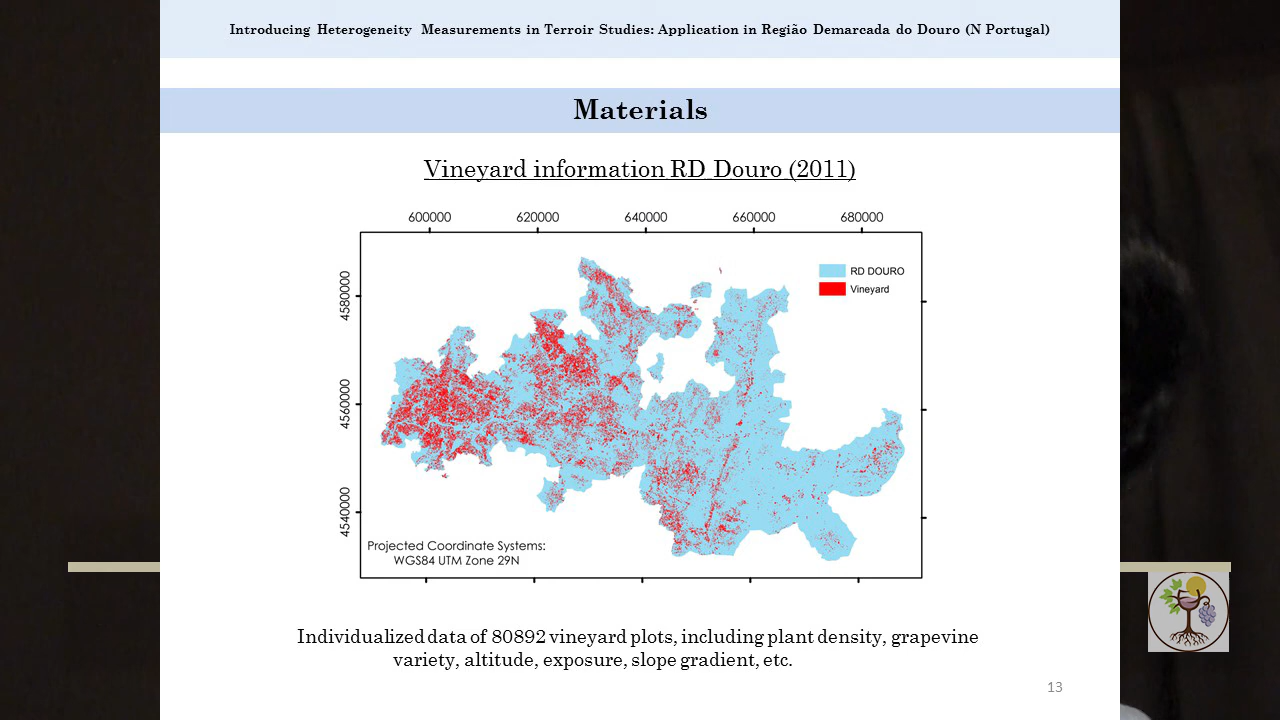 Introducing Heterogeneity Measurements in Terroir Studies: Application in Região Demarcada do Douro (N Portugal)
Materials
Vineyard information RD Douro (2011)
600000 620000 640000 660000 680000
4580000
4560000
4540000
RD DOURO
Vineyard
Projected Coordinate Systems:
WGS84 UTM Zone 29N
Individualized data of 80892 vineyard plots, including plant density, grapevine
variety, altitude, exposure, slope gradient, etc.
13